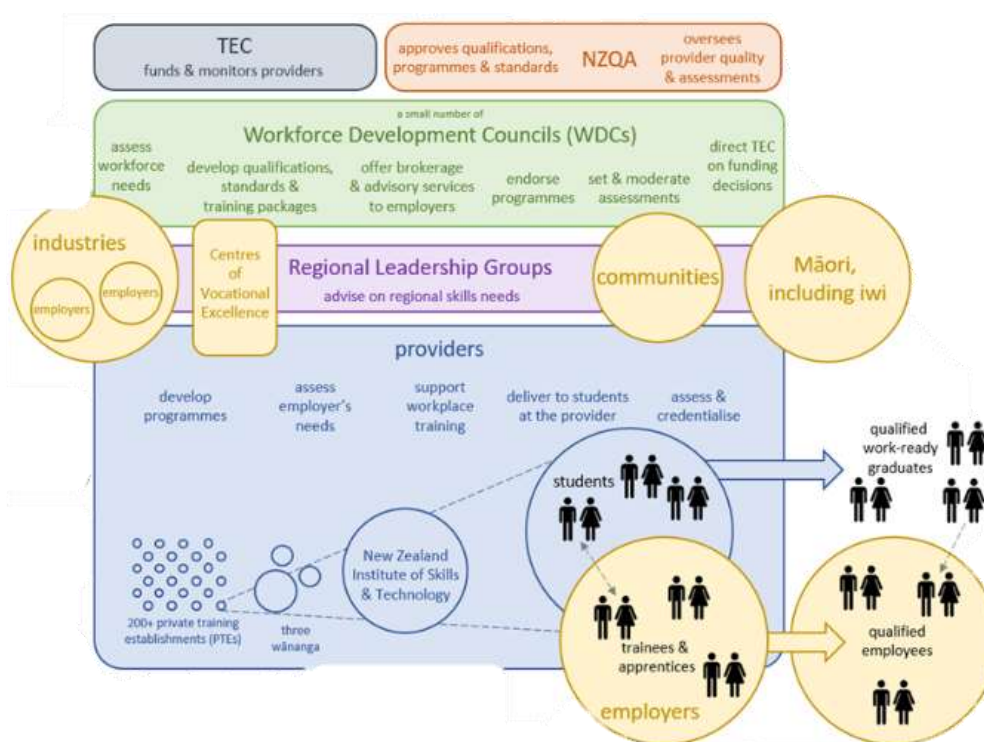 TEC
funds & monitors providers
approves qualifications,
programmes & standards
NZQA
oversees
provider quality
& assessments
a small number of
Workforce Development Councils (WDCs)
assess
workforce
needs
develop qualifications,
standards &
training packages
offer brokerage
& advisory services
to employers
endorse
programmes
set & moderate
assessments
direct TEC
on funding
decisions
industries
employers
employers
Centres
of
Vocational
Excellence
Regional Leadership Groups
advise on regional skills needs
communities
Māori,
including iwi
providers
develop
programmes
assess
employer's
needs
support
workplace
training
deliver to students
at the provider
assess &
credentialise
students
qualified
work-ready
graduates
New Zealand
Institute of Skills
& Technology
200+ private training
establishments (PTEs)
three
wānanga
trainees &
apprentices
employers
qualified
employees